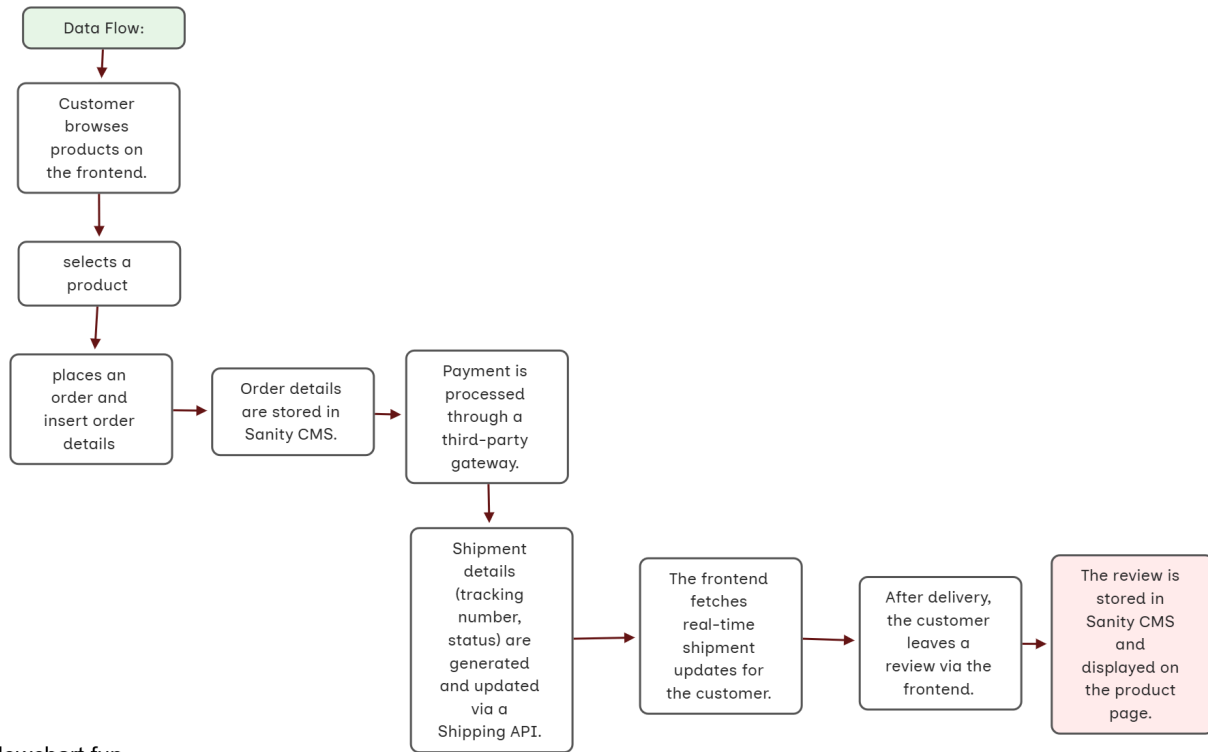 Data Flow:
Customer
browses
products on
the frontend.
selects a
product
places an
order and
insert order
details
Order details
are stored in
Sanity CMS.
Payment is
processed
through a
third-party
gateway.
Shipment
details
(tracking
number,
status) are
generated
and updated
via a
Shipping API.
The frontend
fetches
real-time
shipment
updates for
the customer.
After delivery,
the customer
leaves a
review via the
frontend.
The review is
stored in
Sanity CMS
and
displayed on
the product
page.